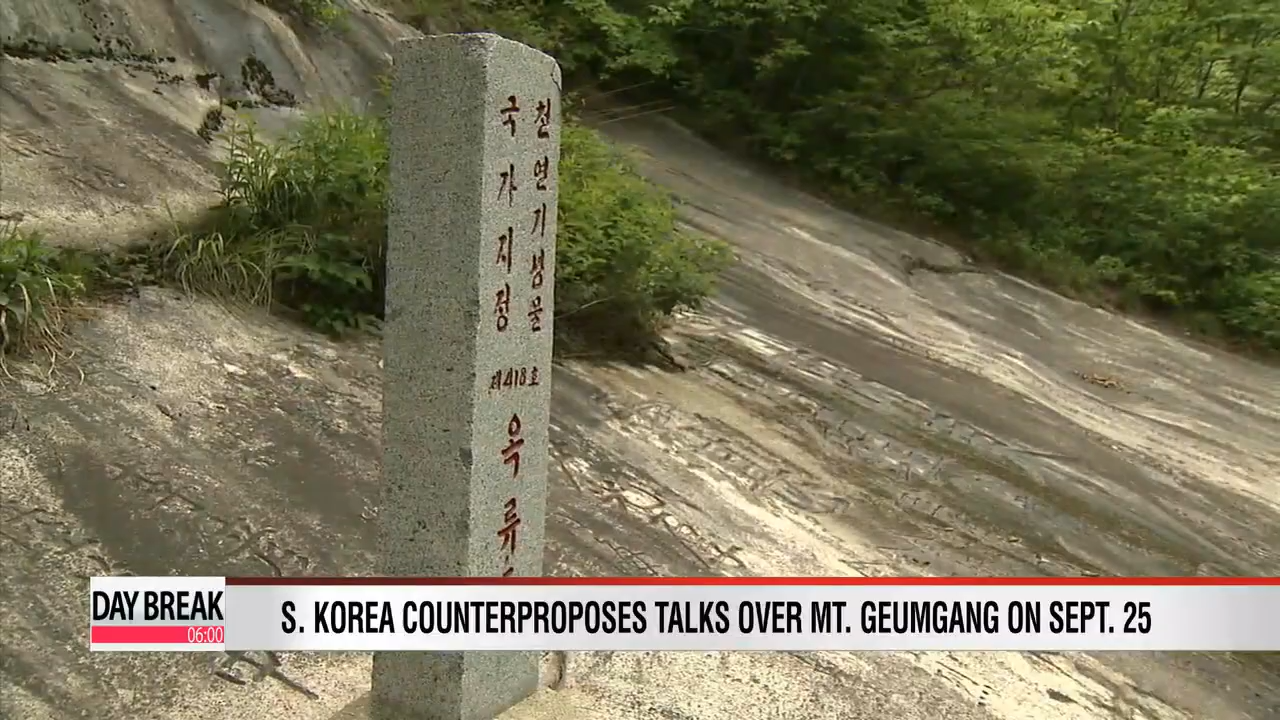 국가지정
천연기념물
제418호
옥류
DAY BREAK
06:00
S. KOREA COUNTERPROPOSES TALKS OVER MT. GEUMGANG ON SEPT. 25